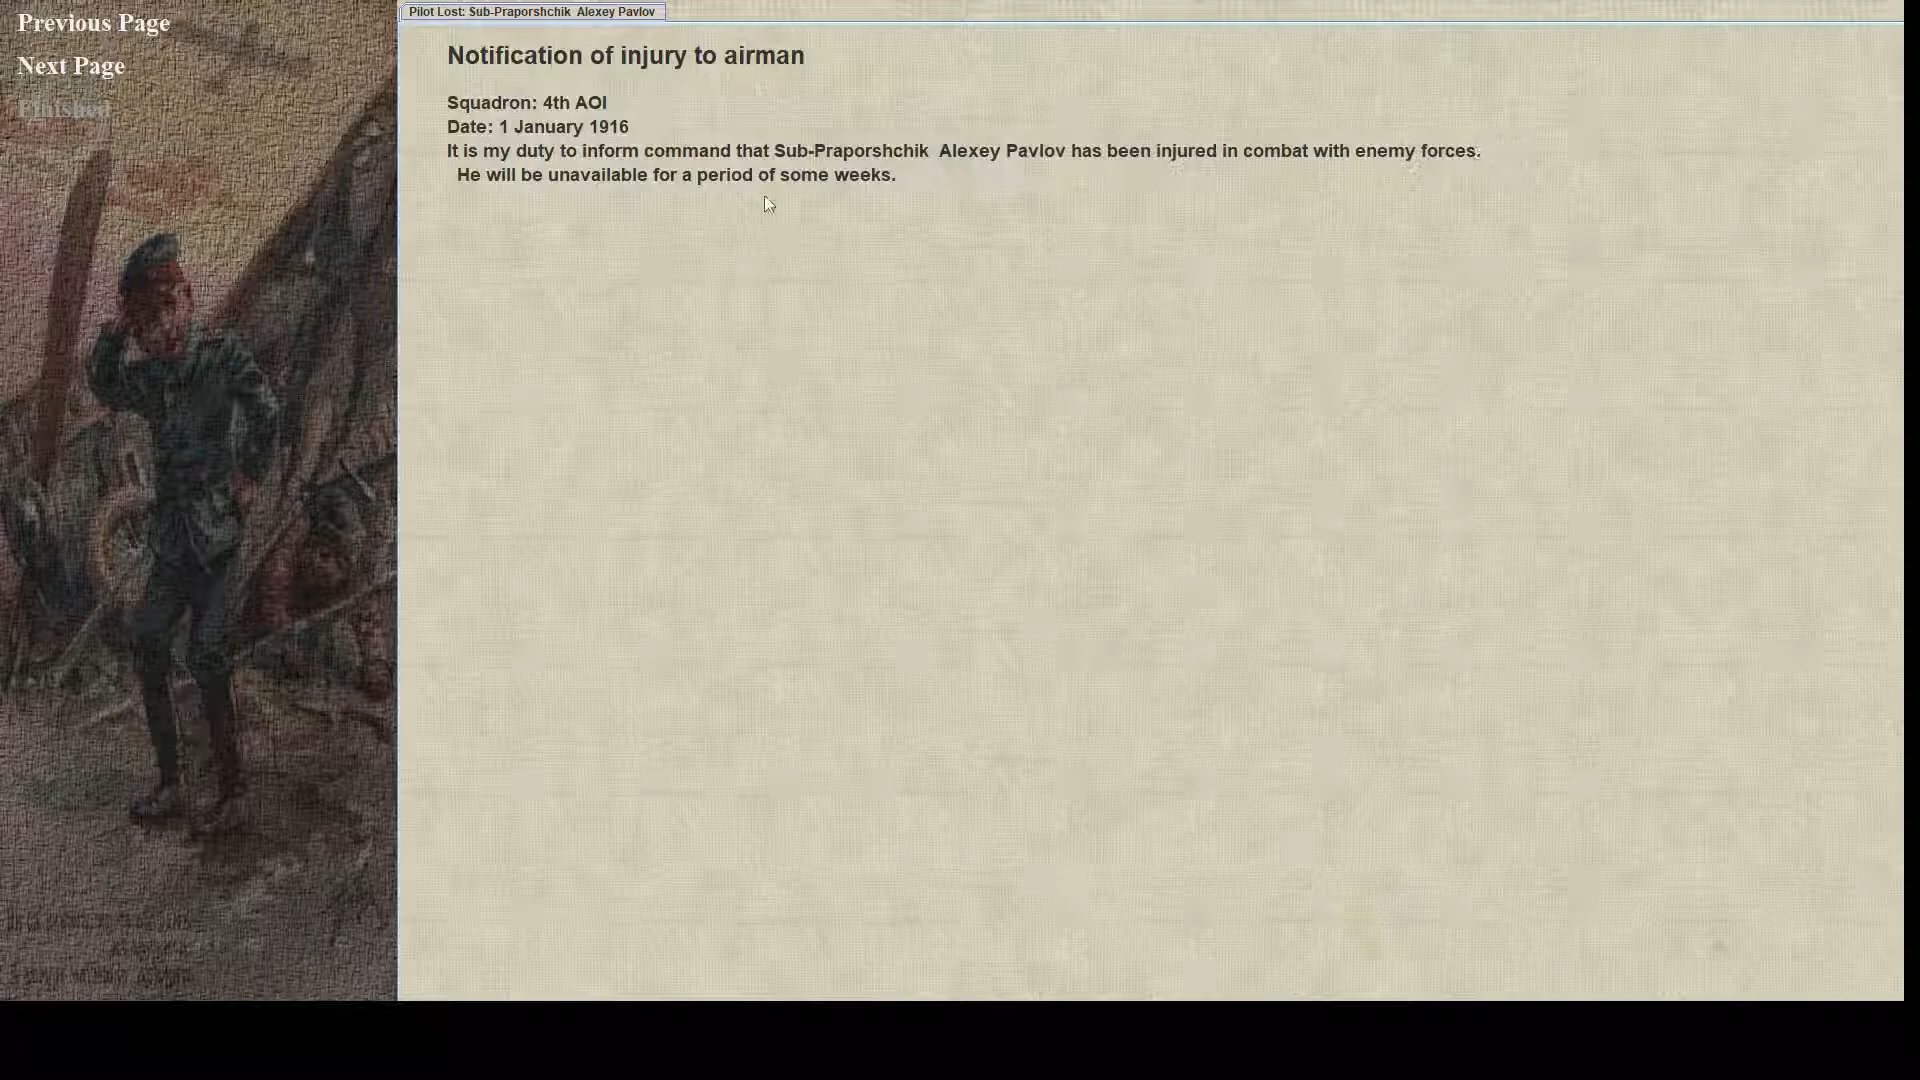 Previous Page
Next Page
Finished
Pilot Lost: Sub-Praporshchik Alexey Pavlov
Notification of injury to airman
Squadron: 4th AOI
Date: 1 January 1916
It is my duty to inform command that Sub-Praporshchik Alexey Pavlov has been injured in combat with enemy forces.
He will be unavailable for a period of some weeks.